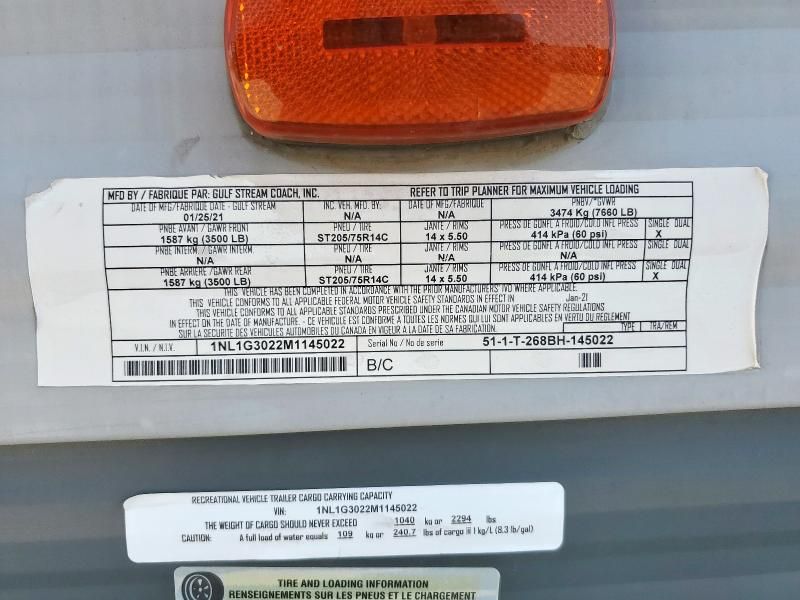 MFD BY / FABRIQUE PAR: GULF STREAM COACH, INC. REFER TO TRIP PLANNER FOR MAXIMUM VEHICLE LOADING
DATE OF MFG/FABRIQUE DATE - GULF STREAM INC. VEH. MFD. BY: DATE OF MFG/FABRIQUE DATE PNBV/*GVWR
01/25/21 N/A N/A 3474 Kg (7660 LB)
PNBE AVANT / GAWR FRONT PNEU / TIRE JANTE / RIMS PRESS DE GONFL A FROID/COLD INFL PRESS SINGLE DUAL
1587 kg (3500 LB) ST205/75R14C 14 x 5.50 414 kPa (60 psi) X
PNBE INTERM / GAWR INTERM PNEU / TIRE JANTE / RIMS PRESS DE GONFL A FROID/COLD INFL PRESS SINGLE DUAL
N/A N/A N/A N/A
PNBE ARRIERE / GAWR REAR PNEU / TIRE JANTE / RIMS PRESS DE GONFL A FROID/COLD INFL PRESS SINGLE DUAL
1587 kg (3500 LB) ST205/75R14C 14 x 5.50 414 kPa (60 psi) X
THIS VEHICLE HAS BEEN COMPLETED IN ACCORDANCE WITH THE PRIOR MANUFACTURERS' IVD WHERE APPLICABLE.
THIS VEHICLE CONFORMS TO ALL APPLICABLE FEDERAL MOTOR VEHICLE SAFETY STANDARDS IN EFFECT IN Jan-21
THIS VEHICLE CONFORMS TO ALL APPLICABLE STANDARDS PRESCRIBED UNDER THE CANADIAN MOTOR VEHICLE SAFETY REGULATIONS
IN EFFECT ON THE DATE OF MANUFACTURE. - CE VEHICULE EST CONFORME A TOUTES LES NORMES QUI LUI SONT APPLICABLES EN VERTU DU REGLEMENT
SUR LA SECURITE DES VEHICULES AUTOMOBILES DU CANADA EN VIGEUR A LA DATE DE SA FABRICATION. TYPE TRA/REM
V.I.N. / N.I.V. 1NL1G3022M1145022 Serial No / No de serie 51-1-T-268BH-145022
B/C
RECREATIONAL VEHICLE TRAILER CARGO CARRYING CAPACITY
VIN: 1NL1G3022M1145022
THE WEIGHT OF CARGO SHOULD NEVER EXCEED 1040 kg or 2294 lbs
CAUTION: A full load of water equals 109 kg or 240.7 lbs of cargo @ 1 kg/L (8.3 lb/gal)
TIRE AND LOADING INFORMATION
RENSEIGNEMENTS SUR LES PNEUS ET LE CHARGEMENT